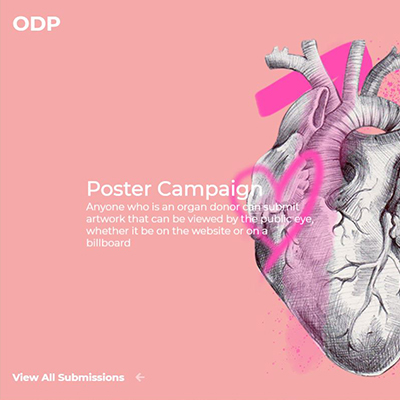 ODP
Poster Campaign
Anyone who is an organ donor can submit
artwork that can be viewed by the public eye,
whether it be on the website or on a
billboard
View All Submissions ←